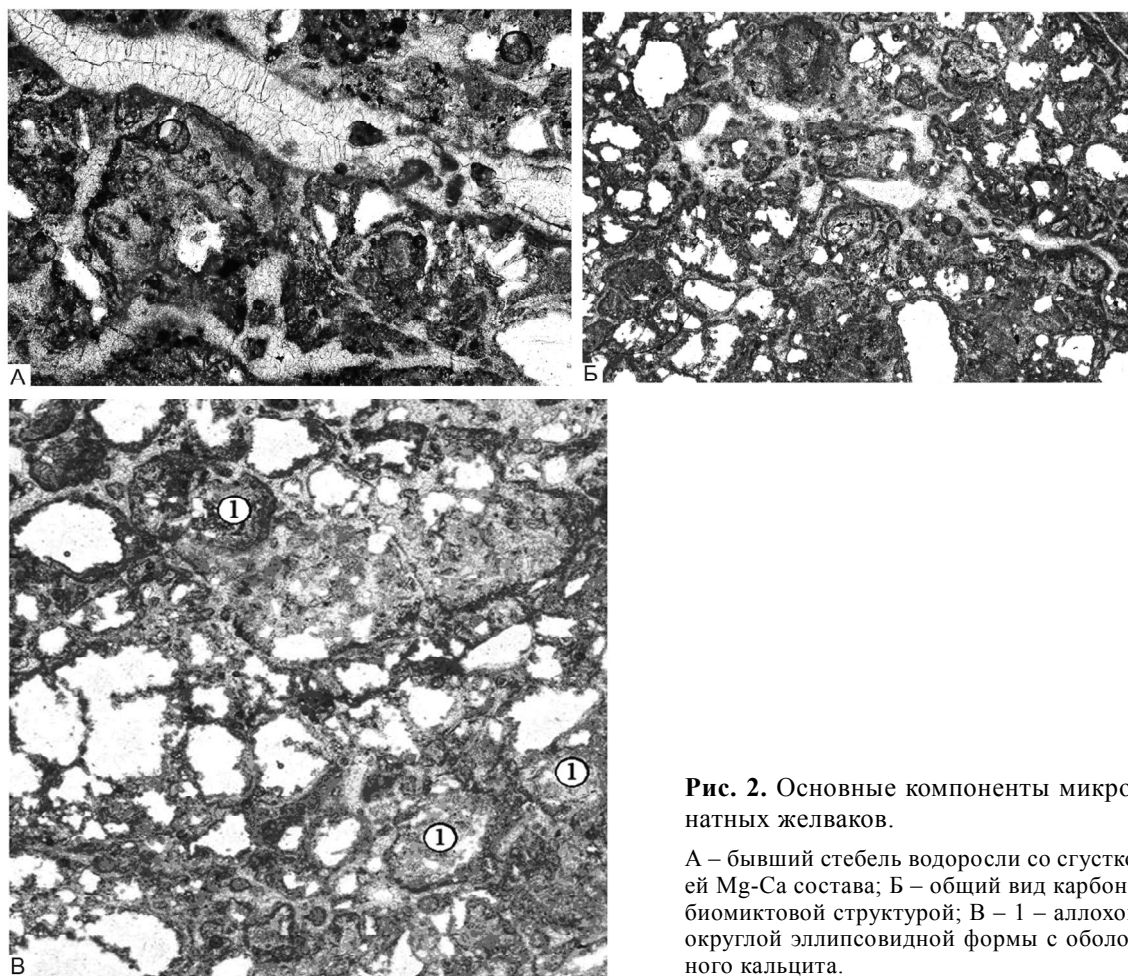 А
Б
1
1
1
В
Рис. 2. Основные компоненты микро
натных желваков.
А – бывший стебель водоросли со сгустко
ей Mg-Ca состава; Б – общий вид карбон
биомиктовой структурой; В – 1 – аллохо
округлой эллипсовидной формы с оболо
ного кальцита.